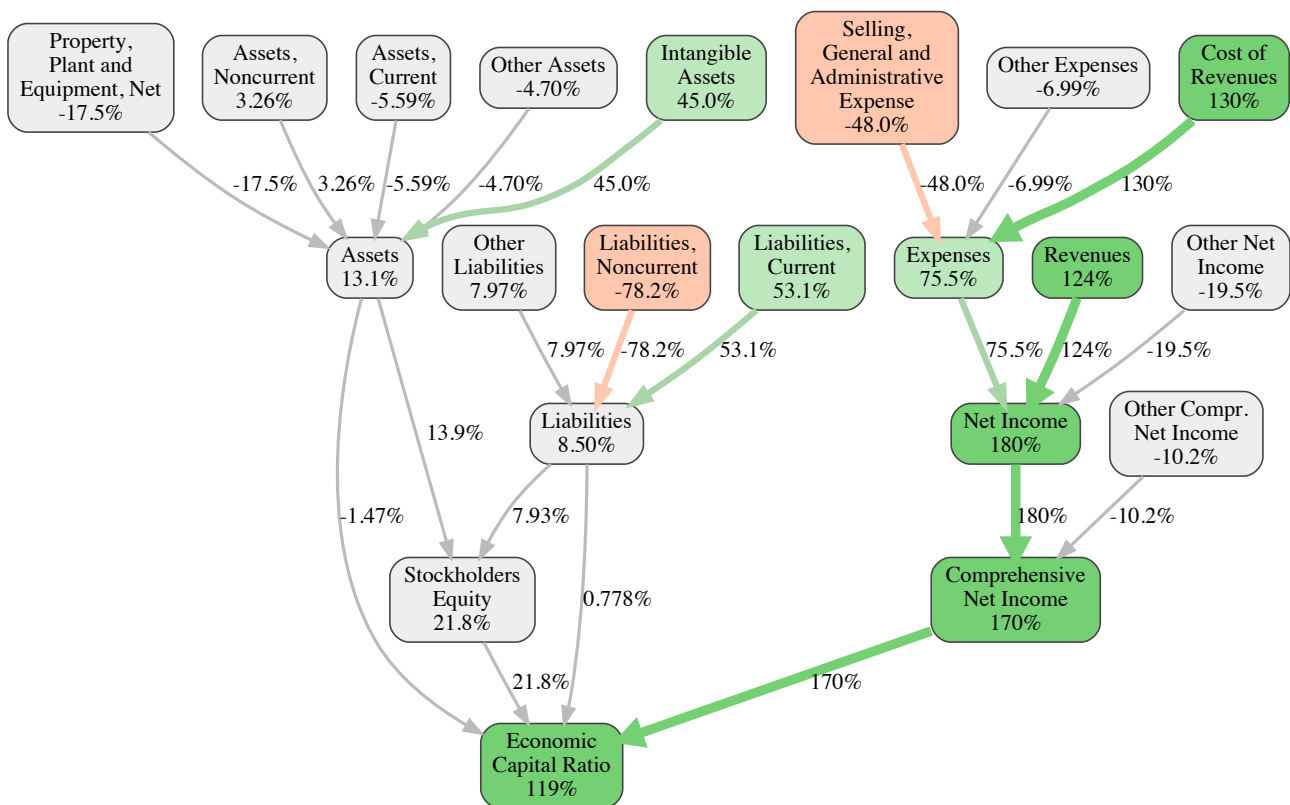 Property,
Plant and
Equipment, Net
-17.5%
Assets,
Noncurrent
3.26%
Assets,
Current
-5.59%
Other Assets
-4.70%
Intangible
Assets
45.0%
Selling,
General and
Administrative
Expense
-48.0%
Other Expenses
-6.99%
Cost of
Revenues
130%
-17.5%
3.26%
-5.59%
-4.70%
45.0%
-48.0%
-6.99%
130%
Assets
13.1%
Other
Liabilities
7.97%
Liabilities,
Noncurrent
-78.2%
Liabilities,
Current
53.1%
Expenses
75.5%
Revenues
124%
Other Net
Income
-19.5%
7.97%
-78.2%
53.1%
75.5%
124%
-19.5%
13.9%
Liabilities
8.50%
Net Income
180%
Other Compr.
Net Income
-10.2%
-1.47%
7.93%
0.778%
180%
-10.2%
Stockholders
Equity
21.8%
Comprehensive
Net Income
170%
21.8%
170%
Economic
Capital Ratio
119%